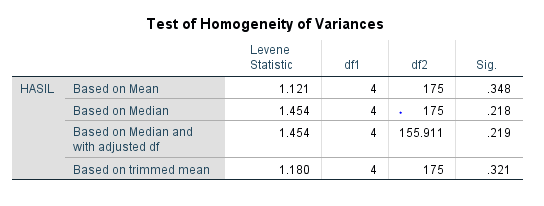 Test of Homogeneity of Variances
Levene
Statistic df1 df2 Sig.
HASIL Based on Mean 1.121 4 175 .348
Based on Median 1.454 4 175 .218
Based on Median and
with adjusted df 1.454 4 155.911 .219
Based on trimmed mean 1.180 4 175 .321